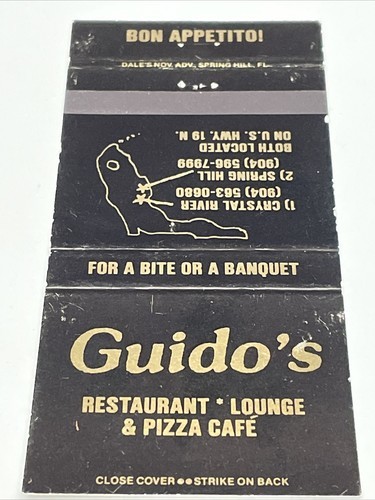 BON APPETITO!
DALE'S NOV. ADV., SPRING HILL, FL.
1) CRYSTAL RIVER
(904) 563-0680
2) SPRING HILL
(904) 596-7999
BOTH LOCATED
ON U.S. HWY. 19 N.
FOR A BITE OR A BANQUET
Guido's
RESTAURANT * LOUNGE
& PIZZA CAFÉ
CLOSE COVER●●STRIKE ON BACK